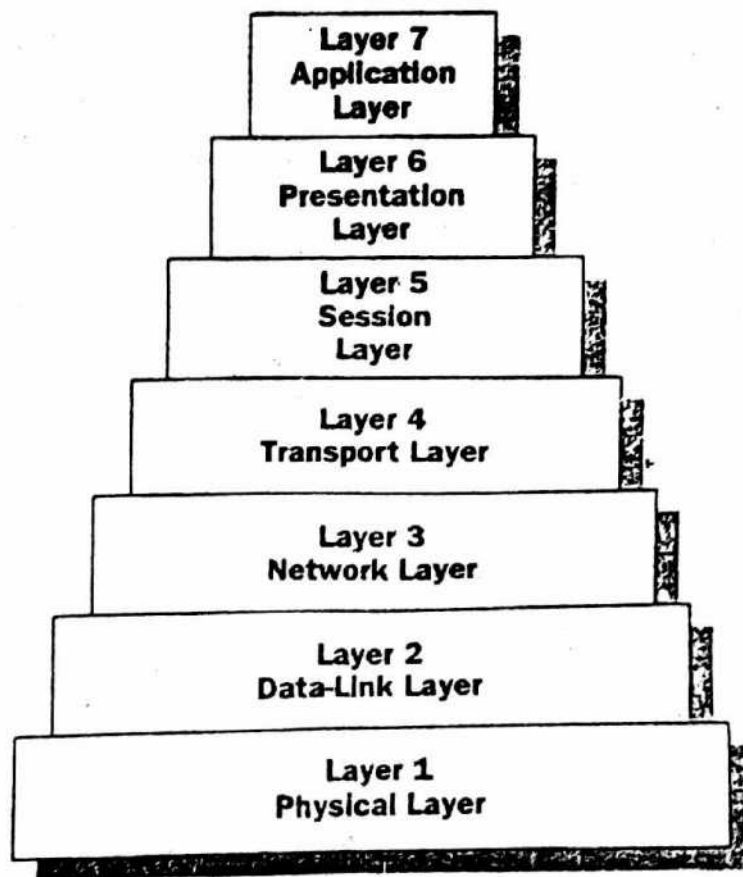 Layer 7
Application
Layer
Layer 6
Presentation
Layer
Layer 5
Session
Layer
Layer 4
Transport Layer
Layer 3
Network Layer
Layer 2
Data-Link Layer
Layer 1
Physical Layer